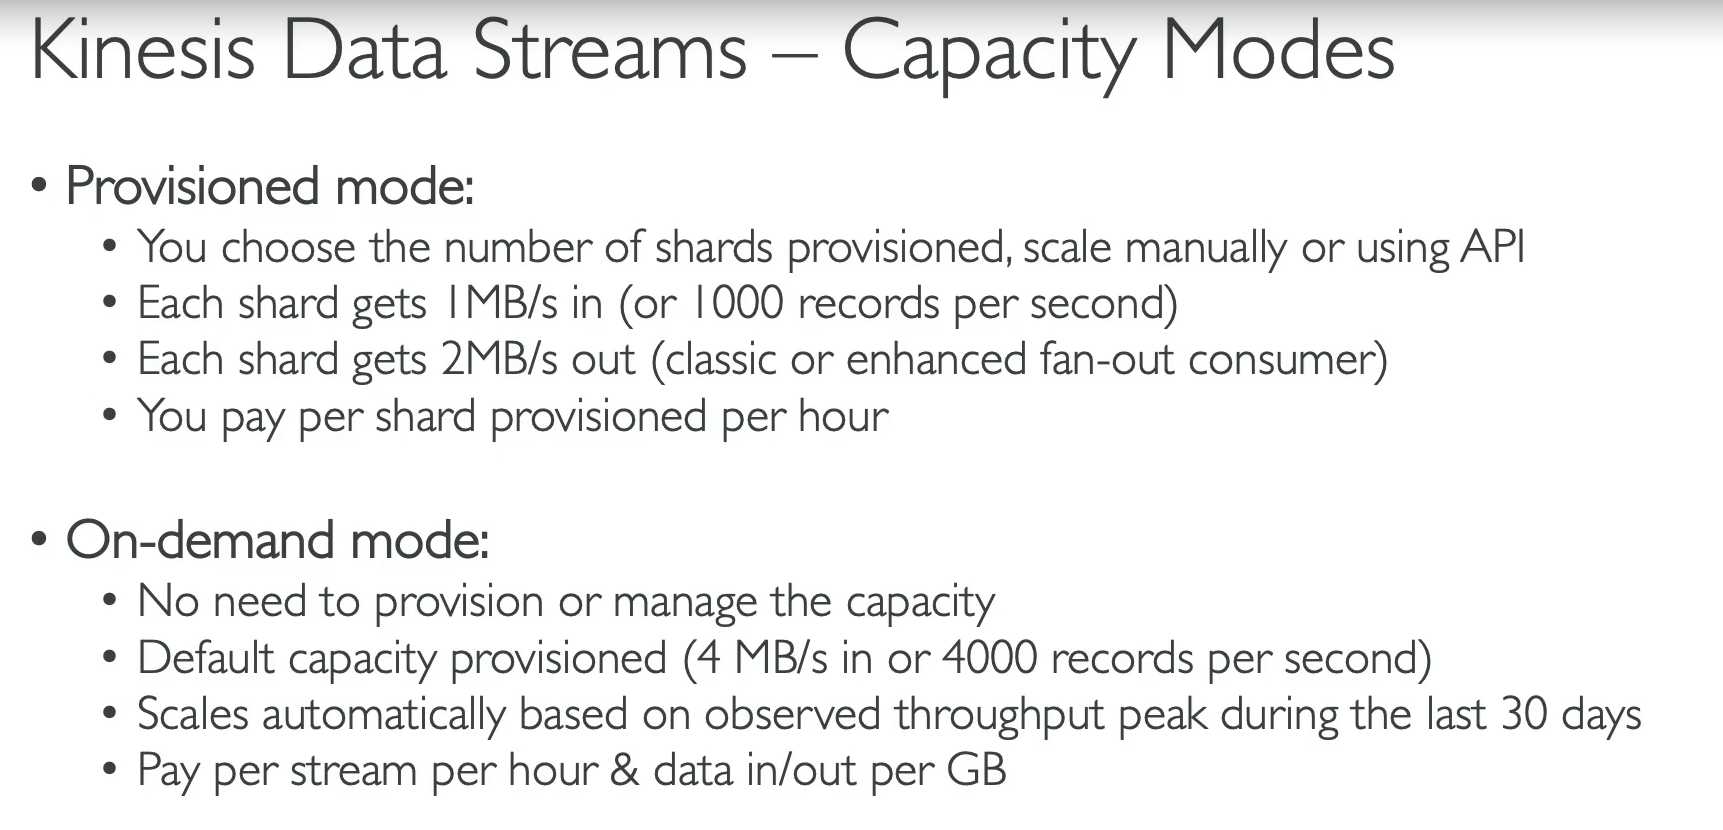 Kinesis Data Streams – Capacity Modes
• Provisioned mode:
• You choose the number of shards provisioned, scale manually or using API
• Each shard gets 1MB/s in (or 1000 records per second)
• Each shard gets 2MB/s out (classic or enhanced fan-out consumer)
• You pay per shard provisioned per hour
• On-demand mode:
• No need to provision or manage the capacity
• Default capacity provisioned (4 MB/s in or 4000 records per second)
• Scales automatically based on observed throughput peak during the last 30 days
• Pay per stream per hour & data in/out per GB